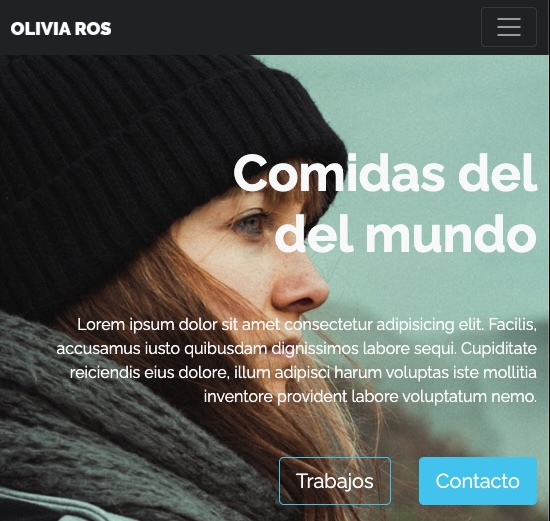 OLIVIA ROS
Comidas del
del mundo
Lorem ipsum dolor sit amet consectetur adipisicing elit. Facilis,
accusamus iusto quibusdam dignissimos labore sequi. Cupiditate
reiciendis eius dolore, illum adipisci harum voluptas iste mollitia
inventore provident labore voluptatum nemo.
Trabajos
Contacto